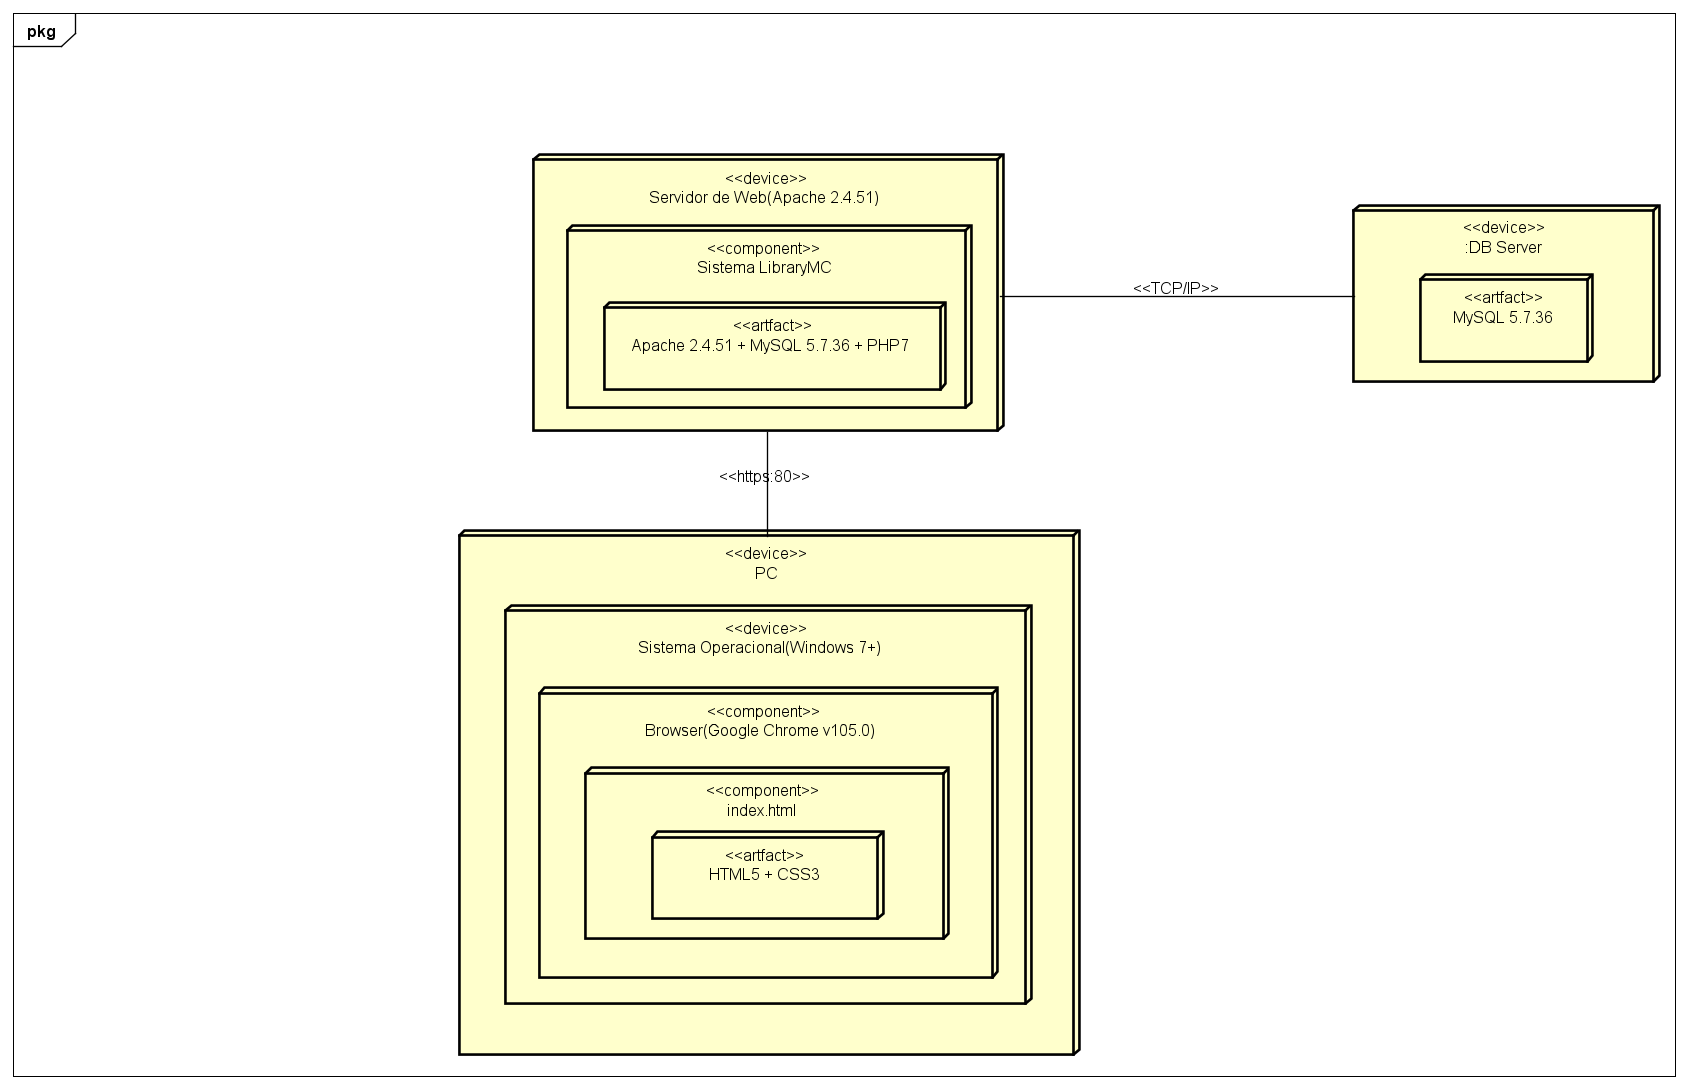 pkg
<<device>>
Servidor de Web(Apache 2.4.51)
<<component>>
Sistema LibraryMC
<<artfact>>
Apache 2.4.51 + MySQL 5.7.36 + PHP7
<<TCP/IP>>
<<device>>
:DB Server
<<artfact>>
MySQL 5.7.36
<<https:80>>
<<device>>
PC
<<device>>
Sistema Operacional(Windows 7+)
<<component>>
Browser(Google Chrome v105.0)
<<component>>
index.html
<<artfact>>
HTML5 + CSS3